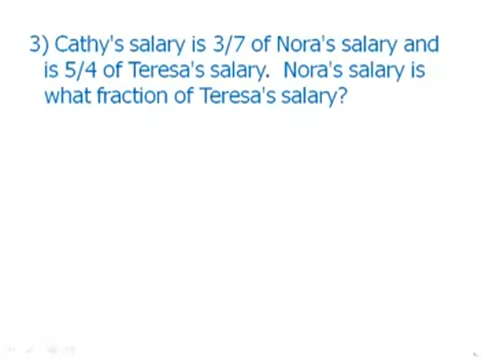 3) Cathy's salary is 3/7 of Nora's salary and
is 5/4 of Teresa's salary.  Nora's salary is
what fraction of Teresa's salary?